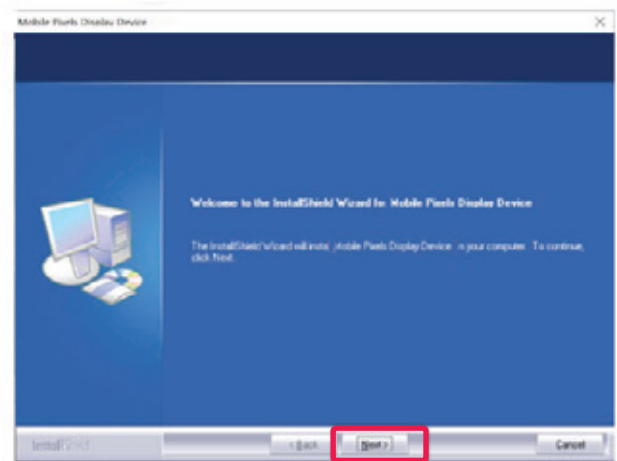 Mobile Pixels Display Device
Welcome to the InstallShield Wizard for Mobile Pixels Display Device
The InstallShield Wizard will install Mobile Pixels Display Device on your computer. To continue,
click Next.
InstallShield
< Back
Next >
Cancel